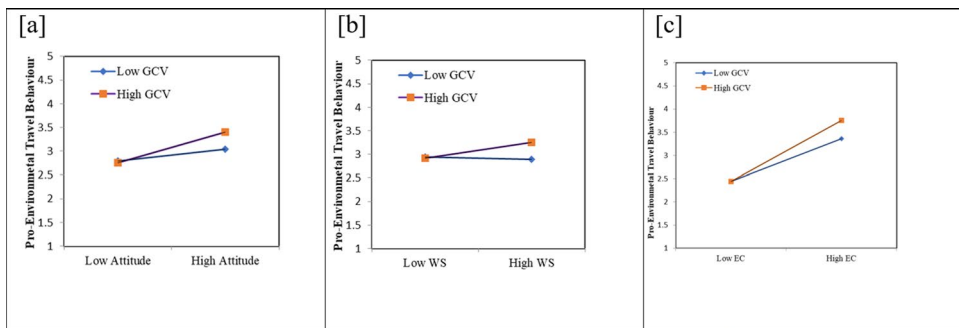 [a]
Pro-Environmetal Travel Behaviour
5
4.5
4
3.5
3
2.5
2
1.5
1
Low GCV
High GCV
Low Attitude High Attitude
[b]
Pro-Environmetal Travel Behaviour
5
4.5
4
3.5
3
2.5
2
1.5
1
Low GCV
High GCV
Low WS High WS
[c]
Pro-Environmetal Travel Behaviour
5
4.5
4
3.5
3
2.5
2
1.5
1
Low GCV
High GCV
Low EC High EC